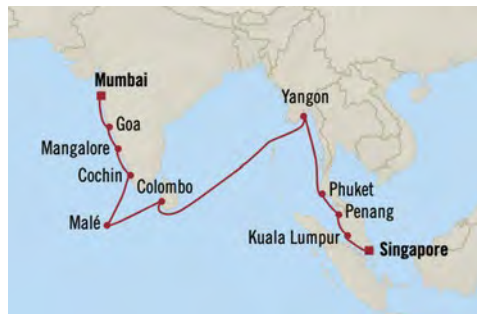 Mumbai
Goa
Mangalore
Cochin
Colombo
Malé
Yangon
Phuket
Penang
Kuala Lumpur
Singapore